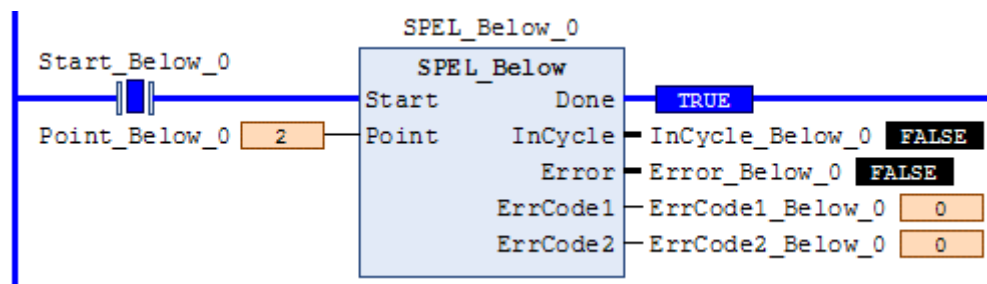 SPEL_Below_0
Start_Below_0
SPEL_Below
Start Done TRUE
Point_Below_0 2 Point InCycle InCycle_Below_0 FALSE
Error Error_Below_0 FALSE
ErrCode1 ErrCode1_Below_0 0
ErrCode2 ErrCode2_Below_0 0